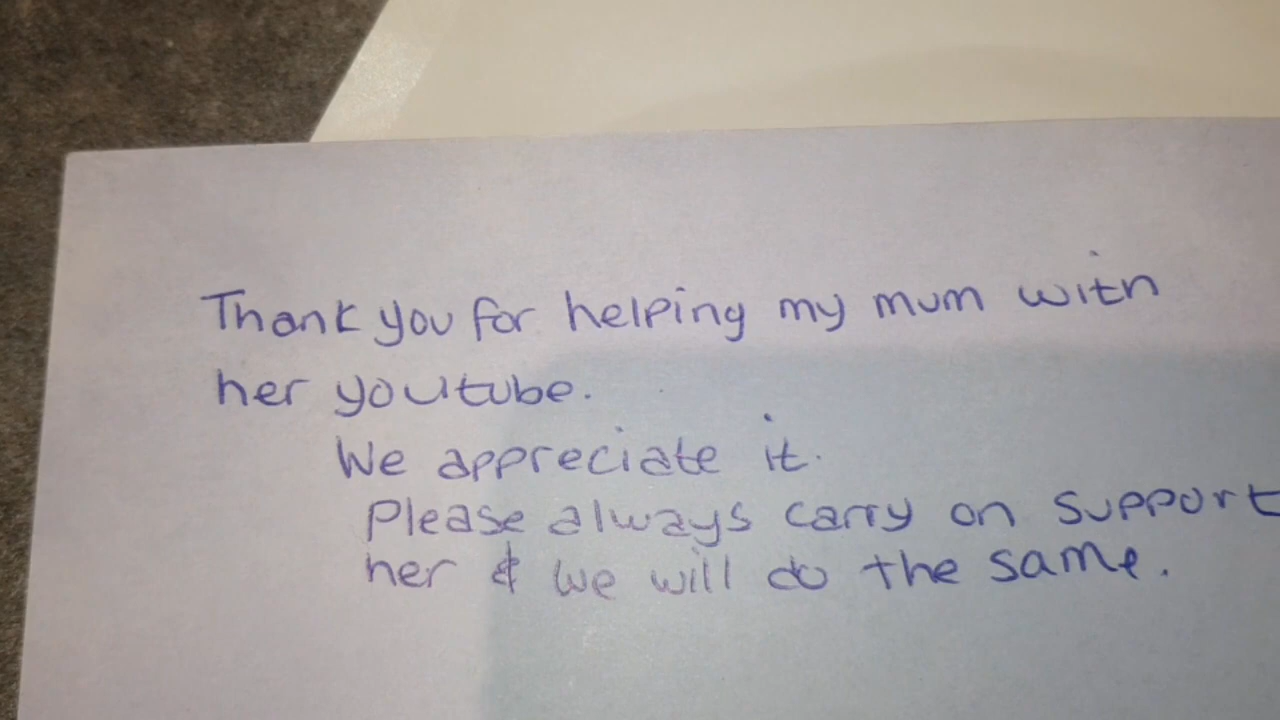 Thank you for helping my mum with
her youtube.
We appreciate it.
Please always carry on support
her & we will do the same.